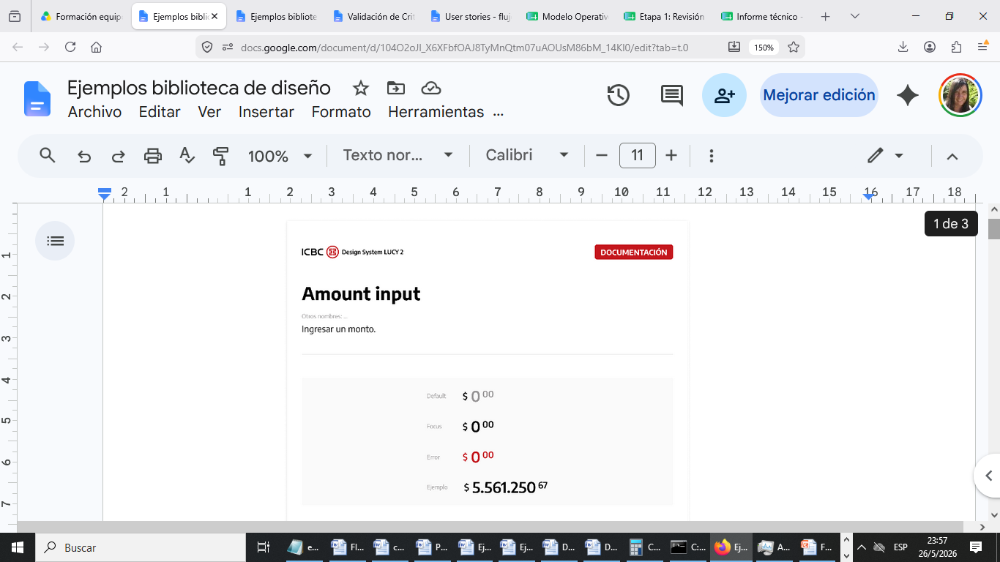 Formación equip
Ejemplos bibli
Ejemplos bibliote
Validación de Crit
User stories - fluj
Modelo Operativ
Etapa 1: Revisión
Informe técnico -
docs.google.com/document/d/104O2oJI_X6XFbfOAJ8TyMnQtm07uAOUsM86bM_14KI0/edit?tab=t.0
150%
Ejemplos biblioteca de diseño
Mejorar edición
Archivo Editar Ver Insertar Formato Herramientas ...
100% Texto nor... Calibri 11
2 1 1 2 3 4 5 6 7 8 9 10 11 12 13 14 15 16 17 18
1 de 3
1
2
3
4
5
6
7
ICBC Design System LUCY 2
DOCUMENTACIÓN
Amount input
Otros nombres: ...
Ingresar un monto.
Default $ 0 00
Focus $ 0 00
Error $ 0 00
Ejemplo $ 5.561.250 67
Buscar
e... Fl... c... P... Ej... Ej... D... D... C... C:... Ej... A... F...
ESP
23:57
26/5/2026